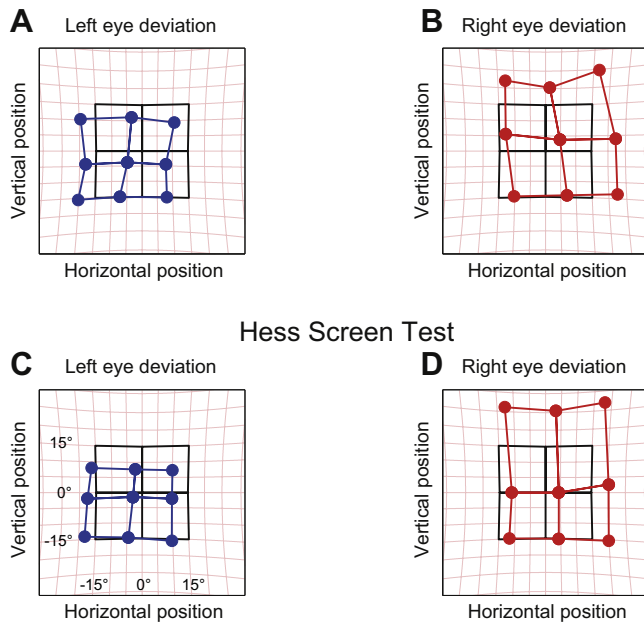 A
Left eye deviation
Vertical position
Horizontal position
B
Right eye deviation
Vertical position
Horizontal position
Hess Screen Test
C
Left eye deviation
Vertical position
15°
0°
-15°
-15° 0° 15°
Horizontal position
D
Right eye deviation
Vertical position
Horizontal position